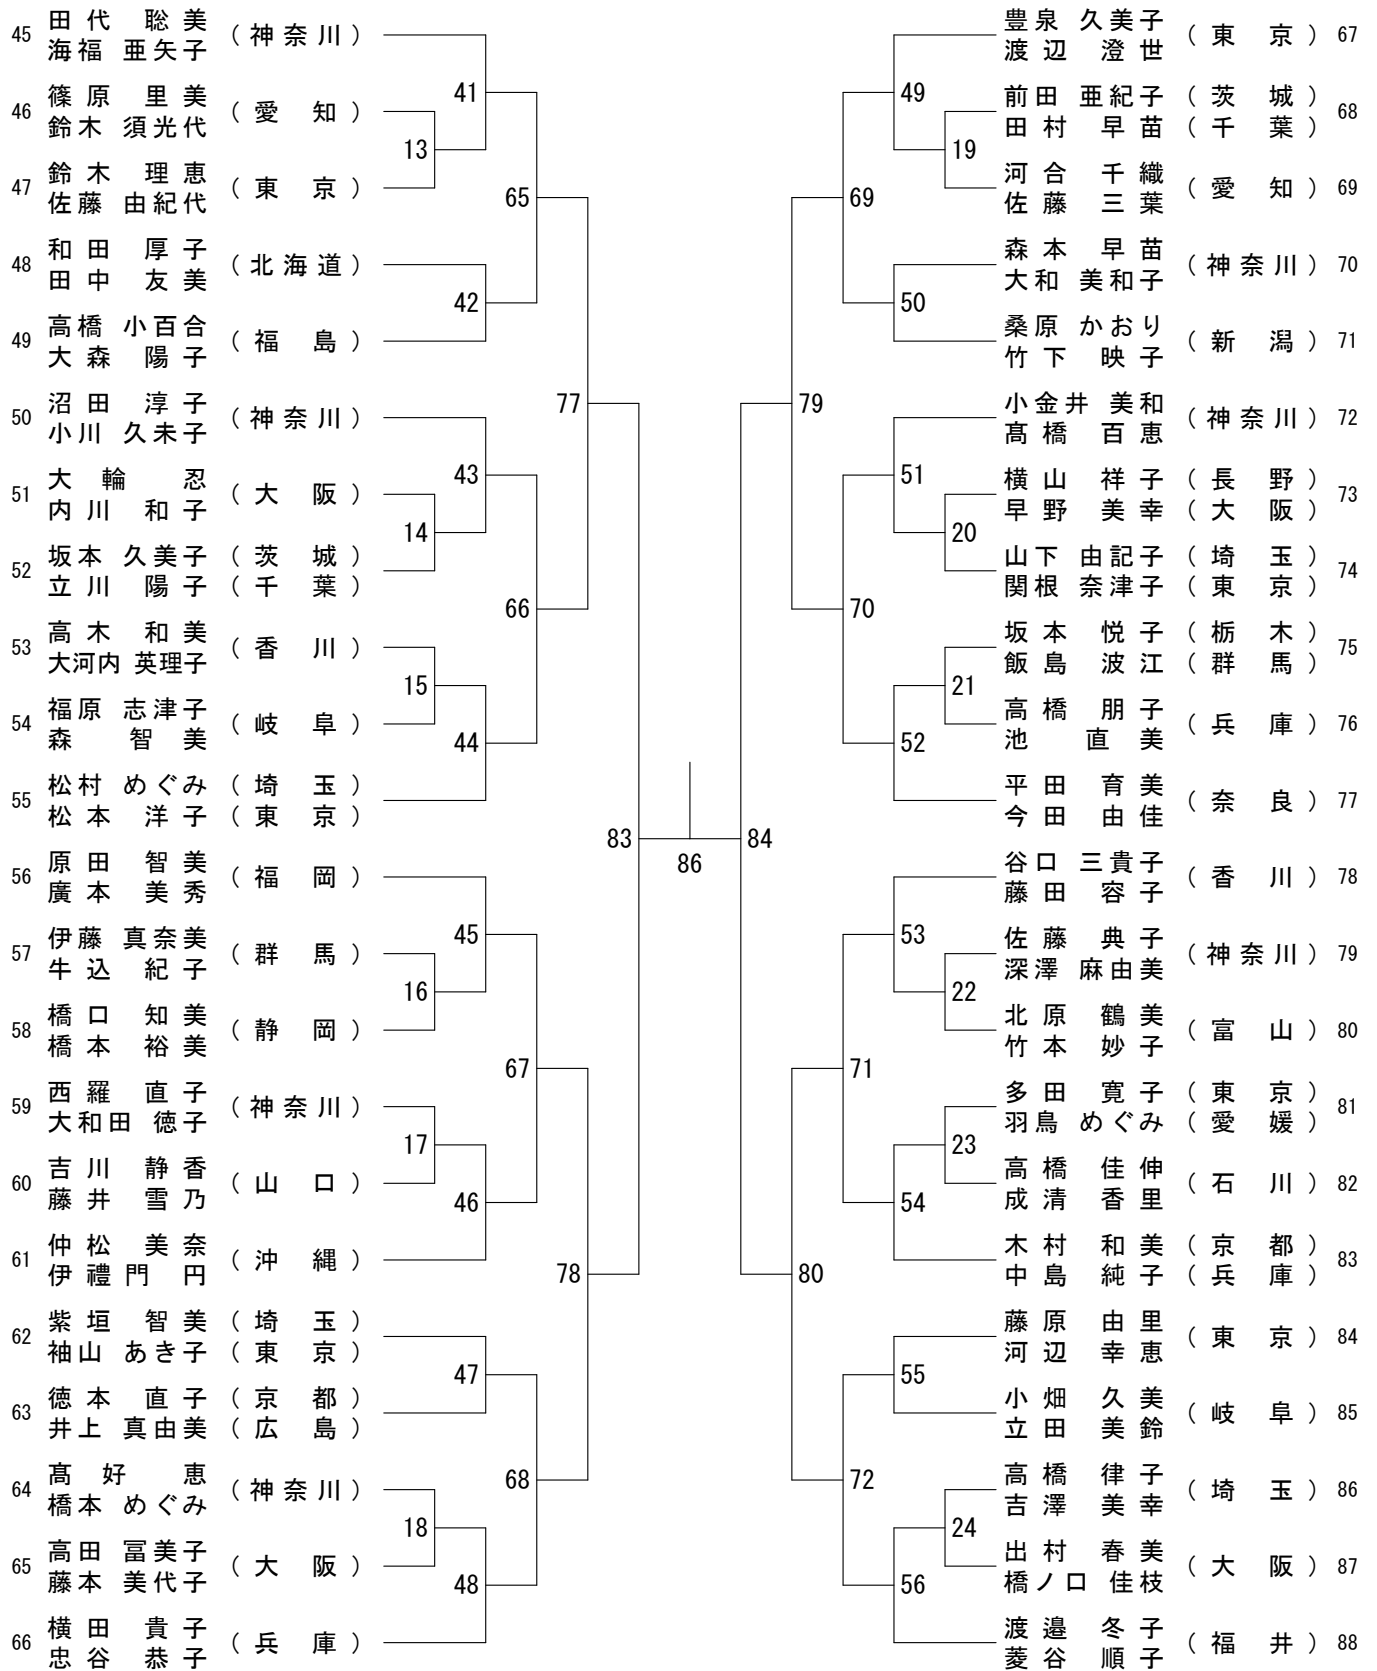 45 田代 聡美 (神奈川)
海福 亜矢子
46 篠原 里美 (愛知)
鈴木 須光代
47 鈴木 理恵 (東京)
佐藤 由紀代
48 和田 厚子 (北海道)
田中 友美
49 高橋 小百合 (福島)
大森 陽子
50 沼田 淳子 (神奈川)
小川 久未子
51 大輪 忍 (大阪)
内川 和子
52 坂本 久美子 (茨城)
立川 陽子 (千葉)
53 高木 和美 (香川)
大河内 英理子
54 福原 志津子 (岐阜)
森 智美
55 松村 めぐみ (埼玉)
松本 洋子 (東京)
56 原田 智美 (福岡)
廣本 美秀
57 伊藤 真奈美 (群馬)
牛込 紀子
58 橋口 知美 (静岡)
橋本 裕美
59 西羅 直子 (神奈川)
大和田 徳子
60 吉川 静香 (山口)
藤井 雪乃
61 仲松 美奈 (沖縄)
伊禮門 円
62 紫垣 智美 (埼玉)
袖山 あき子 (東京)
63 徳本 直子 (京都)
井上 真由美 (広島)
64 髙好 恵 (神奈川)
橋本 めぐみ
65 高田 冨美子 (大阪)
藤本 美代子
66 横田 貴子 (兵庫)
忠谷 恭子
41
13
65
42
77
43
14
66
15
44
83
86
84
45
16
67
17
46
78
47
68
18
48
49
19
69
50
79
51
20
70
21
52
53
22
71
23
54
80
55
72
24
56
豊泉 久美子 (東京) 67
渡辺 澄世
前田 亜紀子 (茨城) 68
田村 早苗 (千葉)
河合 千織 (愛知) 69
佐藤 三葉
森本 早苗 (神奈川) 70
大和 美和子
桑原 かおり (新潟) 71
竹下 映子
小金井 美和 (神奈川) 72
髙橋 百恵
横山 祥子 (長野) 73
早野 美幸 (大阪)
山下 由記子 (埼玉) 74
関根 奈津子 (東京)
坂本 悦子 (栃木) 75
飯島 波江 (群馬)
高橋 朋子 (兵庫) 76
池 直美
平田 育美 (奈良) 77
今田 由佳
谷口 三貴子 (香川) 78
藤田 容子
佐藤 典子 (神奈川) 79
深澤 麻由美
北原 鶴美 (富山) 80
竹本 妙子
多田 寛子 (東京) 81
羽鳥 めぐみ (愛媛)
高橋 佳伸 (石川) 82
成清 香里
木村 和美 (京都) 83
中島 純子 (兵庫)
藤原 由里 (東京) 84
河辺 幸恵
小畑 久美 (岐阜) 85
立田 美鈴
高橋 律子 (埼玉) 86
吉澤 美幸
出村 春美 (大阪) 87
橋ノ口 佳枝
渡邉 冬子 (福井) 88
菱谷 順子